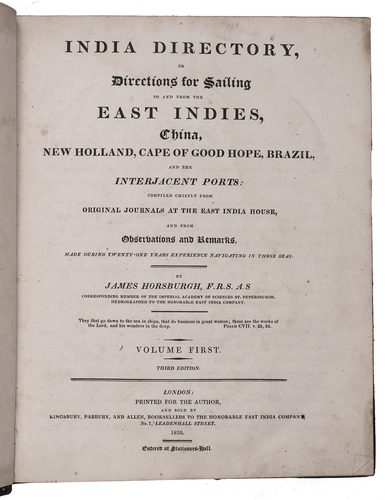 INDIA DIRECTORY,
OR
Directions for Sailing
TO AND FROM THE
EAST INDIES,
China,
NEW HOLLAND, CAPE OF GOOD HOPE, BRAZIL,
AND THE
INTERJACENT PORTS:
COMPILED CHIEFLY FROM
ORIGINAL JOURNALS AT THE EAST INDIA HOUSE,
AND FROM
Observations and Remarks,
MADE DURING TWENTY-ONE YEARS EXPERIENCE NAVIGATING IN THOSE SEAS.
BY
JAMES HORSBURGH, F.R.S. A S
CORRESPONDING MEMBER OF THE IMPERIAL ACADEMY OF SCIENCES ST. PETERSBURGH,
HYDROGRAPHER TO THE HONORABLE EAST INDIA COMPANY.
They that go down to the sea in ships, that do business in great waters; these see the works of
the Lord, and his wonders in the deep. PSALM CVII. v. 23, 24.
VOLUME FIRST.
THIRD EDITION.
LONDON:
PRINTED FOR THE AUTHOR,
AND SOLD BY
KINGSBURY, PARBURY, AND ALLEN, BOOKSELLERS TO THE HONORABLE EAST INDIA COMPANY,
No. 7, LEADENHALL STREET.
Entered at Stationers-Hall.